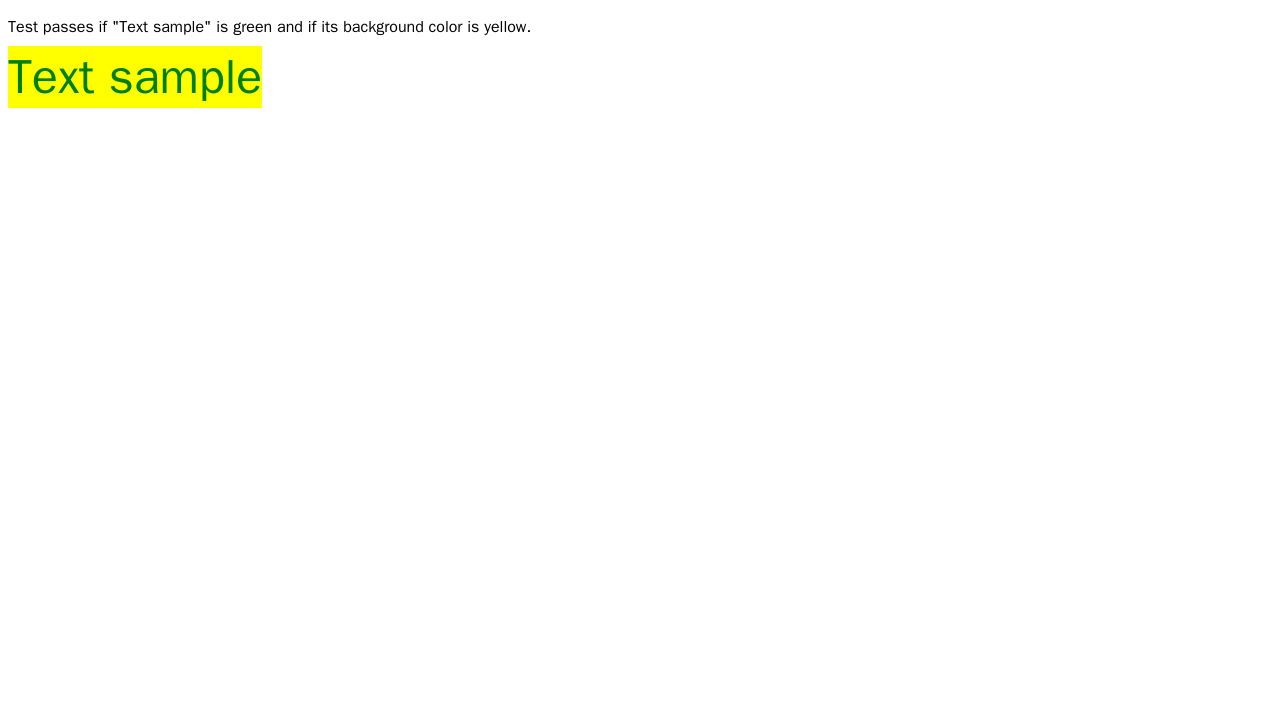 Test passes if "Text sample" is green and if its background color is yellow.
Text sample